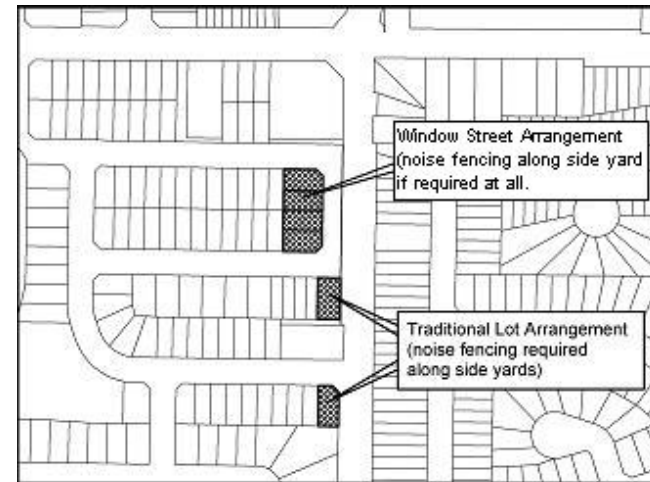 Window Street Arrangement
(noise fencing along side yard
if required at all.
Traditional Lot Arrangement
(noise fencing required
along side yards)